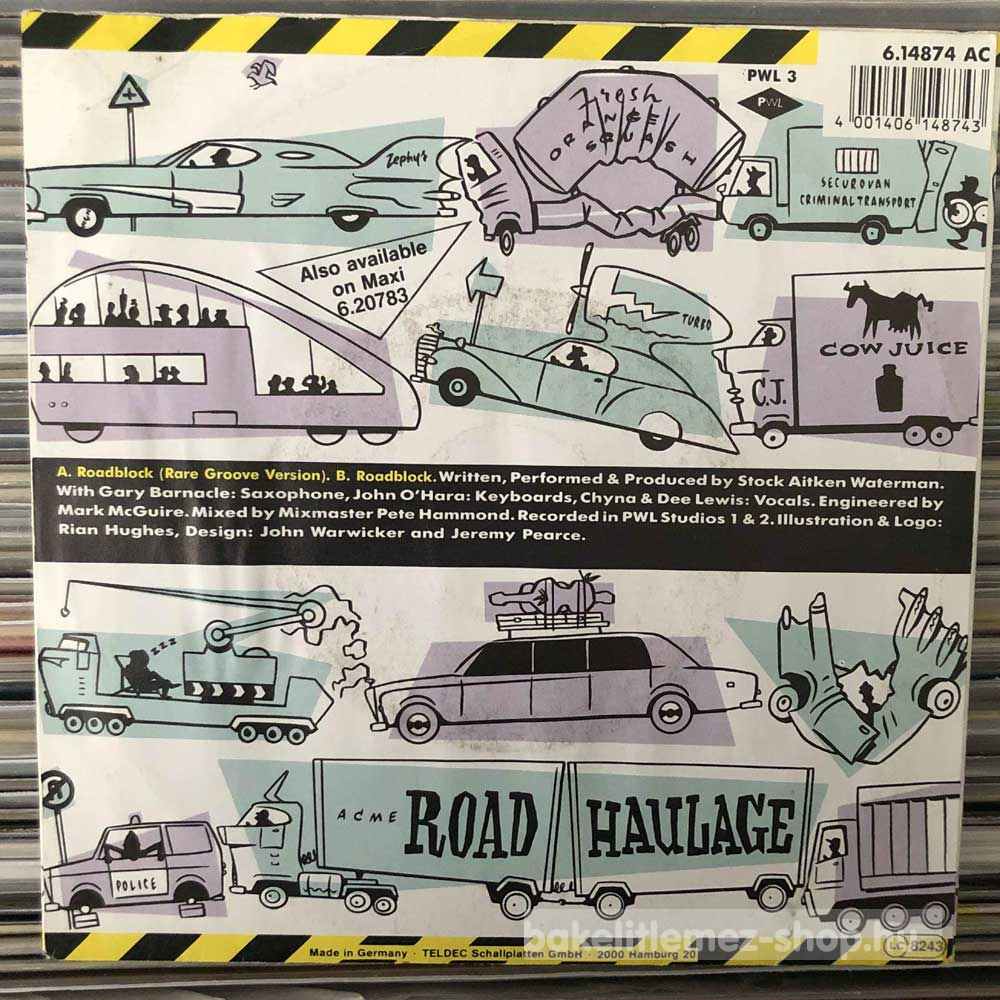 6.14874 AC
PWL 3
PWL
4 001406 148743
Zephyr
Fresh
ORANGE
SQUASH
SECUROVAN
CRIMINAL TRANSPORT
Also available
on Maxi
6.20783
TURBO
COW JUICE
C.J.
A. Roadblock (Rare Groove Version). B. Roadblock. Written, Performed & Produced by Stock Aitken Waterman.
With Gary Barnacle: Saxophone, John O'Hara: Keyboards, Chyna & Dee Lewis: Vocals. Engineered by
Mark McGuire. Mixed by Mixmaster Pete Hammond. Recorded in PWL Studios 1 & 2. Illustration & Logo:
Rian Hughes, Design: John Warwicker and Jeremy Pearce.
zzz
ACME ROAD HAULAGE
POLICE
bakelitlemez-shop.hu
Made in Germany · TELDEC Schallplatten GmbH · 2000 Hamburg 20
LC 8243